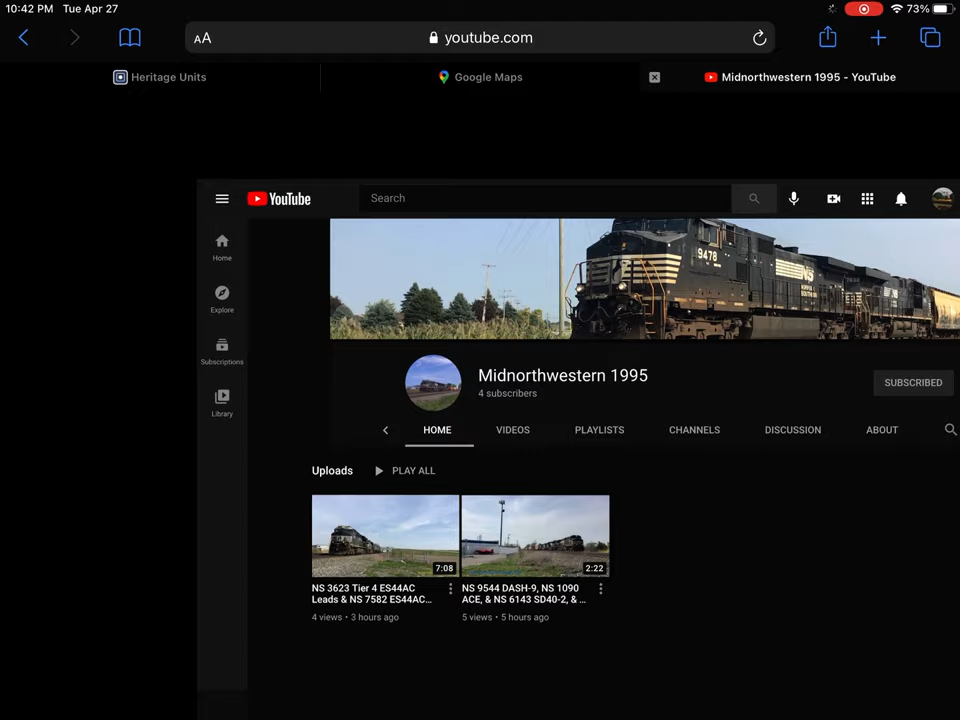 10:42 PM Tue Apr 27
73%
AA
youtube.com
Heritage Units
Google Maps
Midnorthwestern 1995 - YouTube
YouTube
Search
Home
Explore
Subscriptions
Library
9478
NS
Midnorthwestern 1995
4 subscribers
SUBSCRIBED
HOME
VIDEOS
PLAYLISTS
CHANNELS
DISCUSSION
ABOUT
Uploads
PLAY ALL
7:08
2:22
NS 3623 Tier 4 ES44AC
Leads & NS 7582 ES44AC...
4 views • 3 hours ago
NS 9544 DASH-9, NS 1090
ACE, & NS 6143 SD40-2, & ...
5 views • 5 hours ago